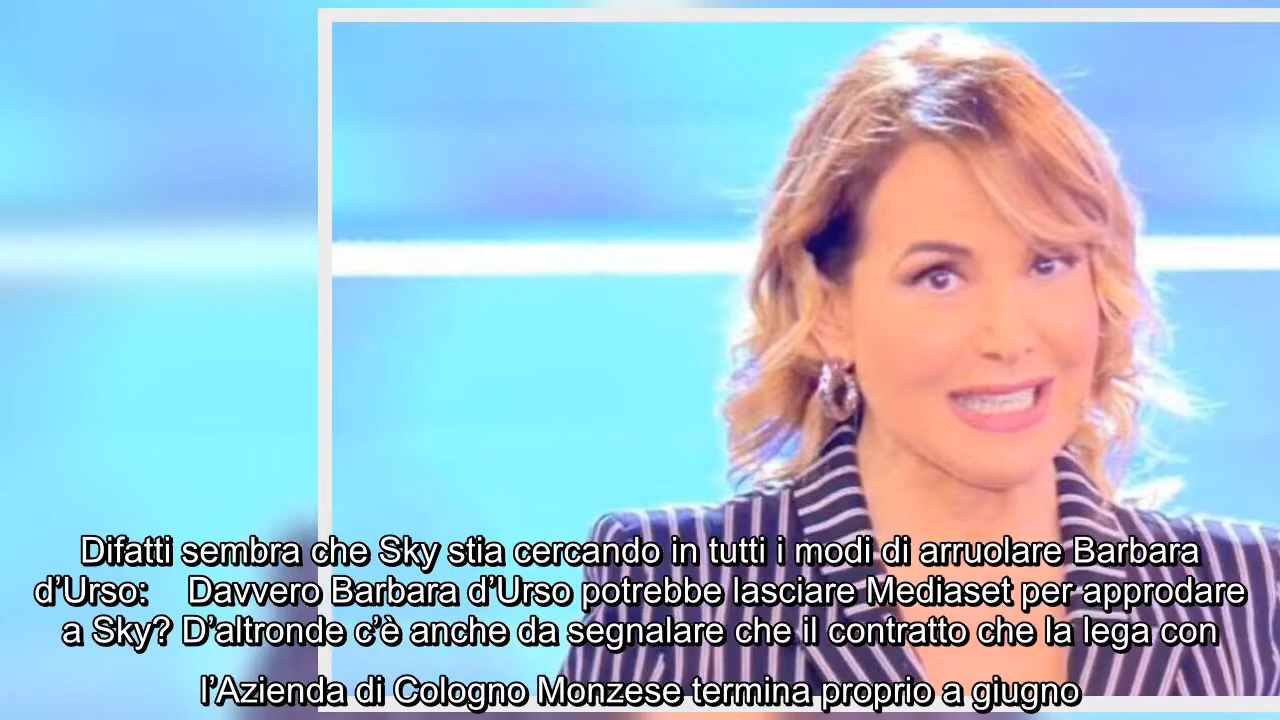 Difatti sembra che Sky stia cercando in tutti i modi di arruolare Barbara
d’Urso: Davvero Barbara d’Urso potrebbe lasciare Mediaset per approdare
a Sky? D’altronde c’è anche da segnalare che il contratto che la lega con
l’Azienda di Cologno Monzese termina proprio a giugno